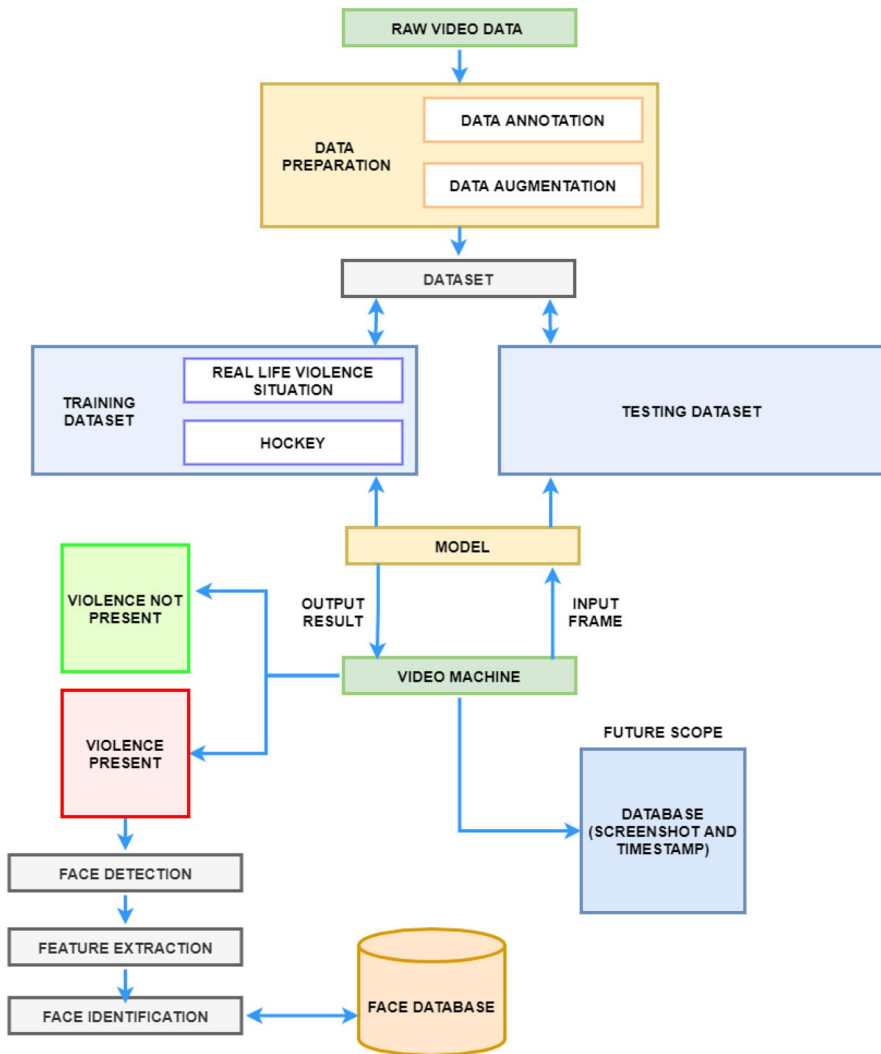 RAW VIDEO DATA
DATA ANNOTATION
DATA
PREPARATION
DATA AUGMENTATION
DATASET
REAL LIFE VIOLENCE
SITUATION
TRAINING
DATASET
HOCKEY
TESTING DATASET
MODEL
VIOLENCE NOT
PRESENT
OUTPUT
RESULT
INPUT
FRAME
VIDEO MACHINE
VIOLENCE
PRESENT
FUTURE SCOPE
DATABASE
(SCREENSHOT AND
TIMESTAMP)
FACE DETECTION
FEATURE EXTRACTION
FACE IDENTIFICATION
FACE DATABASE